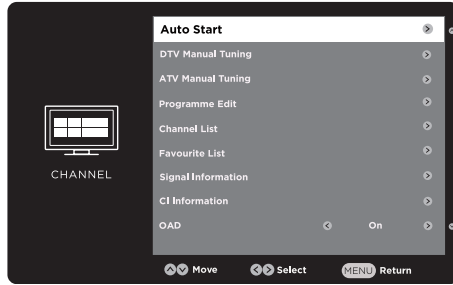 Auto Start
DTV Manual Tuning
ATV Manual Tuning
Programme Edit
Channel List
Favourite List
Signal Information
CI Information
OAD On
CHANNEL
Move Select MENU Return